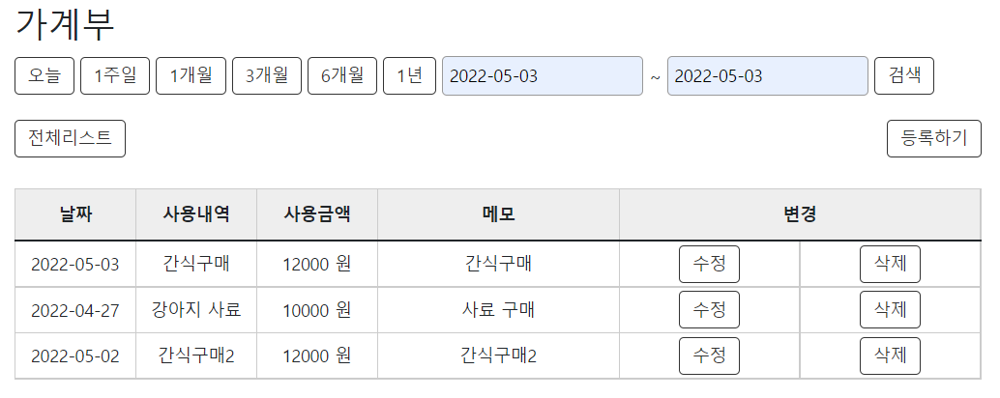 가계부
오늘 1주일 1개월 3개월 6개월 1년 2022-05-03 ~ 2022-05-03 검색
전체리스트 등록하기
날짜 사용내역 사용금액 메모 변경
2022-05-03 간식구매 12000 원 간식구매 수정 삭제
2022-04-27 강아지 사료 10000 원 사료 구매 수정 삭제
2022-05-02 간식구매2 12000 원 간식구매2 수정 삭제